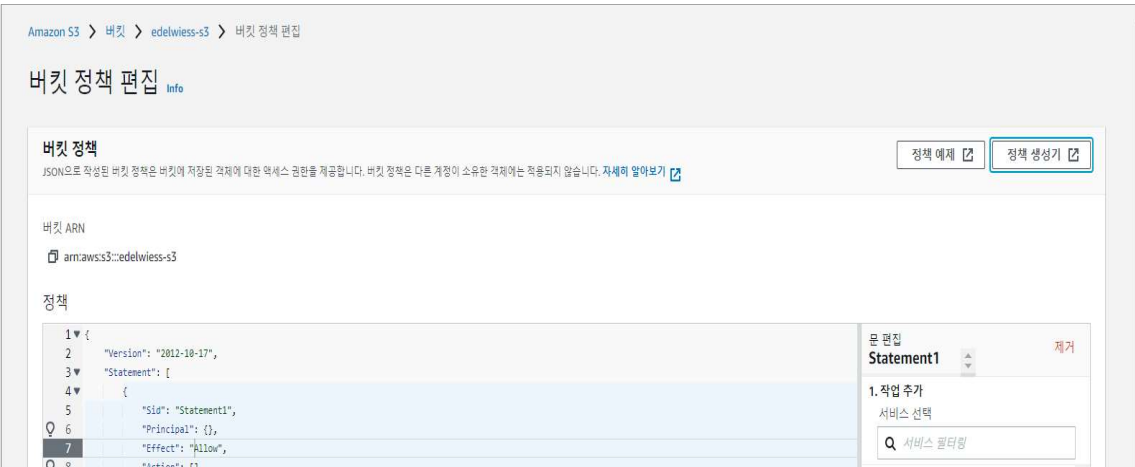 Amazon S3 > 버킷 > edelwiess-s3 > 버킷 정책 편집
버킷 정책 편집 Info
버킷 정책
정책 예제
정책 생성기
JSON으로 작성된 버킷 정책은 버킷에 저장된 객체에 대한 액세스 권한을 제공합니다. 버킷 정책은 다른 계정이 소유한 객체에는 적용되지 않습니다. 자세히 알아보기
버킷 ARN
arn:aws:s3:::edelwiess-s3
정책
1 {
2 "Version": "2012-10-17",
3 "Statement": [
4 {
5 "Sid": "Statement1",
6 "Principal": {},
7 "Effect": "Allow",
8 "Action": []
문 편집
Statement1
제거
1. 작업 추가
서비스 선택
서비스 필터링